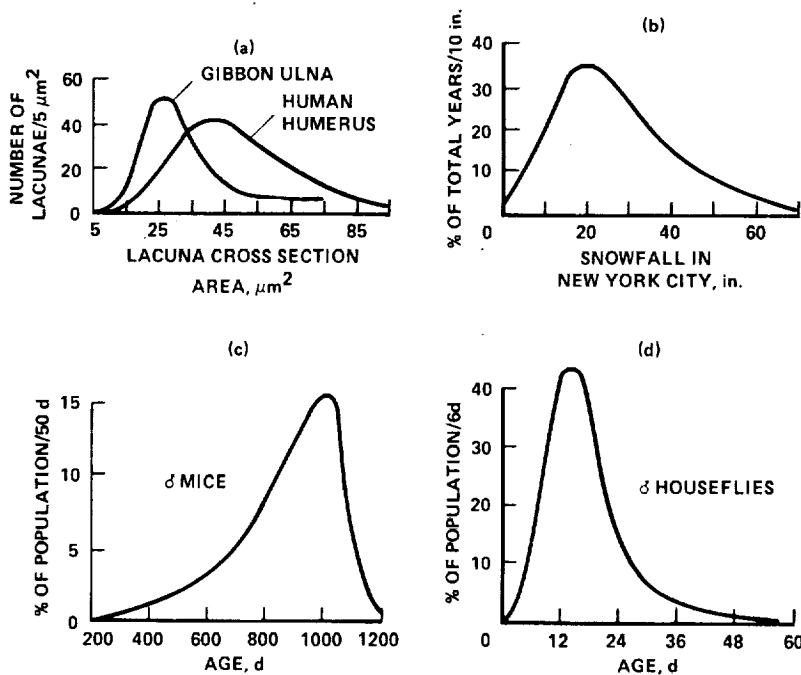 (a)
GIBBON ULNA
HUMAN
HUMERUS
NUMBER OF
LACUNAE/5 μm²
60
40
20
0
5 25 45 65 85
LACUNA CROSS SECTION
AREA, μm²
(b)
% OF TOTAL YEARS/10 in.
40
30
20
10
0 20 40 60
SNOWFALL IN
NEW YORK CITY, in.
(c)
% OF POPULATION/50 d
15
10
5
0
♂ MICE
200 400 600 800 1000 1200
AGE, d
(d)
% OF POPULATION/6d
40
30
20
10
♂ HOUSEFLIES
0 12 24 36 48 60
AGE, d